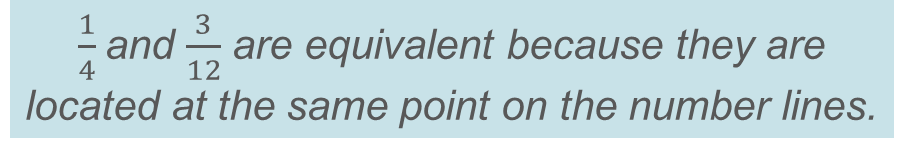 1/4 and 3/12 are equivalent because they are
located at the same point on the number lines.